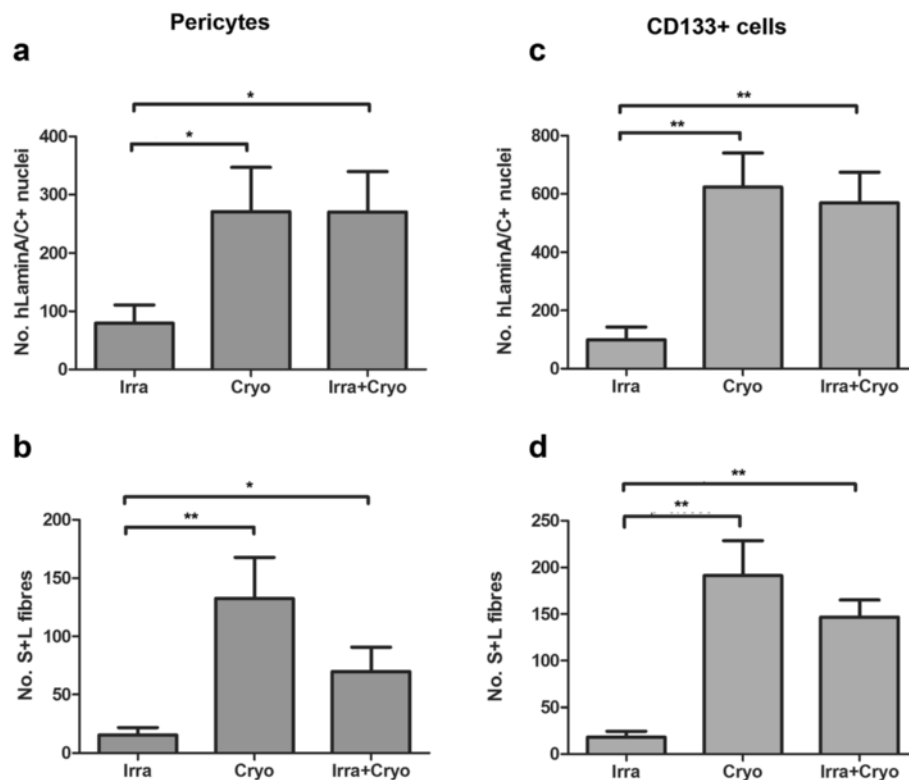 Pericytes
a
*
*
No. hLaminA/C+ nuclei
400
300
200
100
0
Irra
Cryo
Irra+Cryo
b
*
**
No. S+L fibres
200
150
100
50
0
Irra
Cryo
Irra+Cryo
CD133+ cells
c
**
**
No. hLaminA/C+ nuclei
800
600
400
200
0
Irra
Cryo
Irra+Cryo
d
**
**
No. S+L fibres
250
200
150
100
50
0
Irra
Cryo
Irra+Cryo